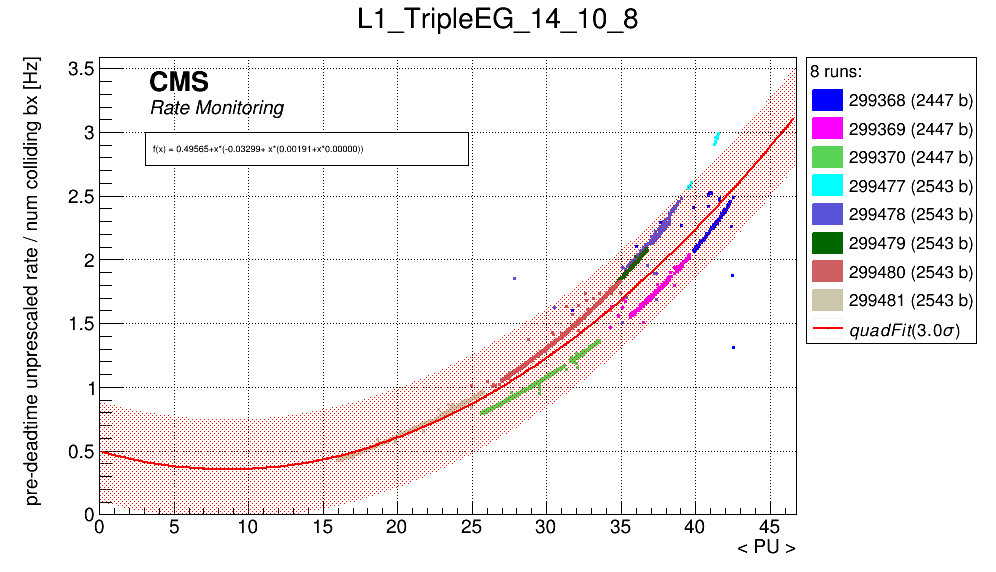 L1_TripleEG_14_10_8
pre-deadtime unprescaled rate / num colliding bx [Hz]
3.5
3
2.5
2
1.5
1
0.5
0
CMS
Rate Monitoring
f(x) = 0.49565+x*(-0.03299+ x*(0.00191+x*0.00000))
0 5 10 15 20 25 30 35 40 45
< PU >
8 runs:
299368 (2447 b)
299369 (2447 b)
299370 (2447 b)
299477 (2543 b)
299478 (2543 b)
299479 (2543 b)
299480 (2543 b)
299481 (2543 b)
quadFit(3.0σ)